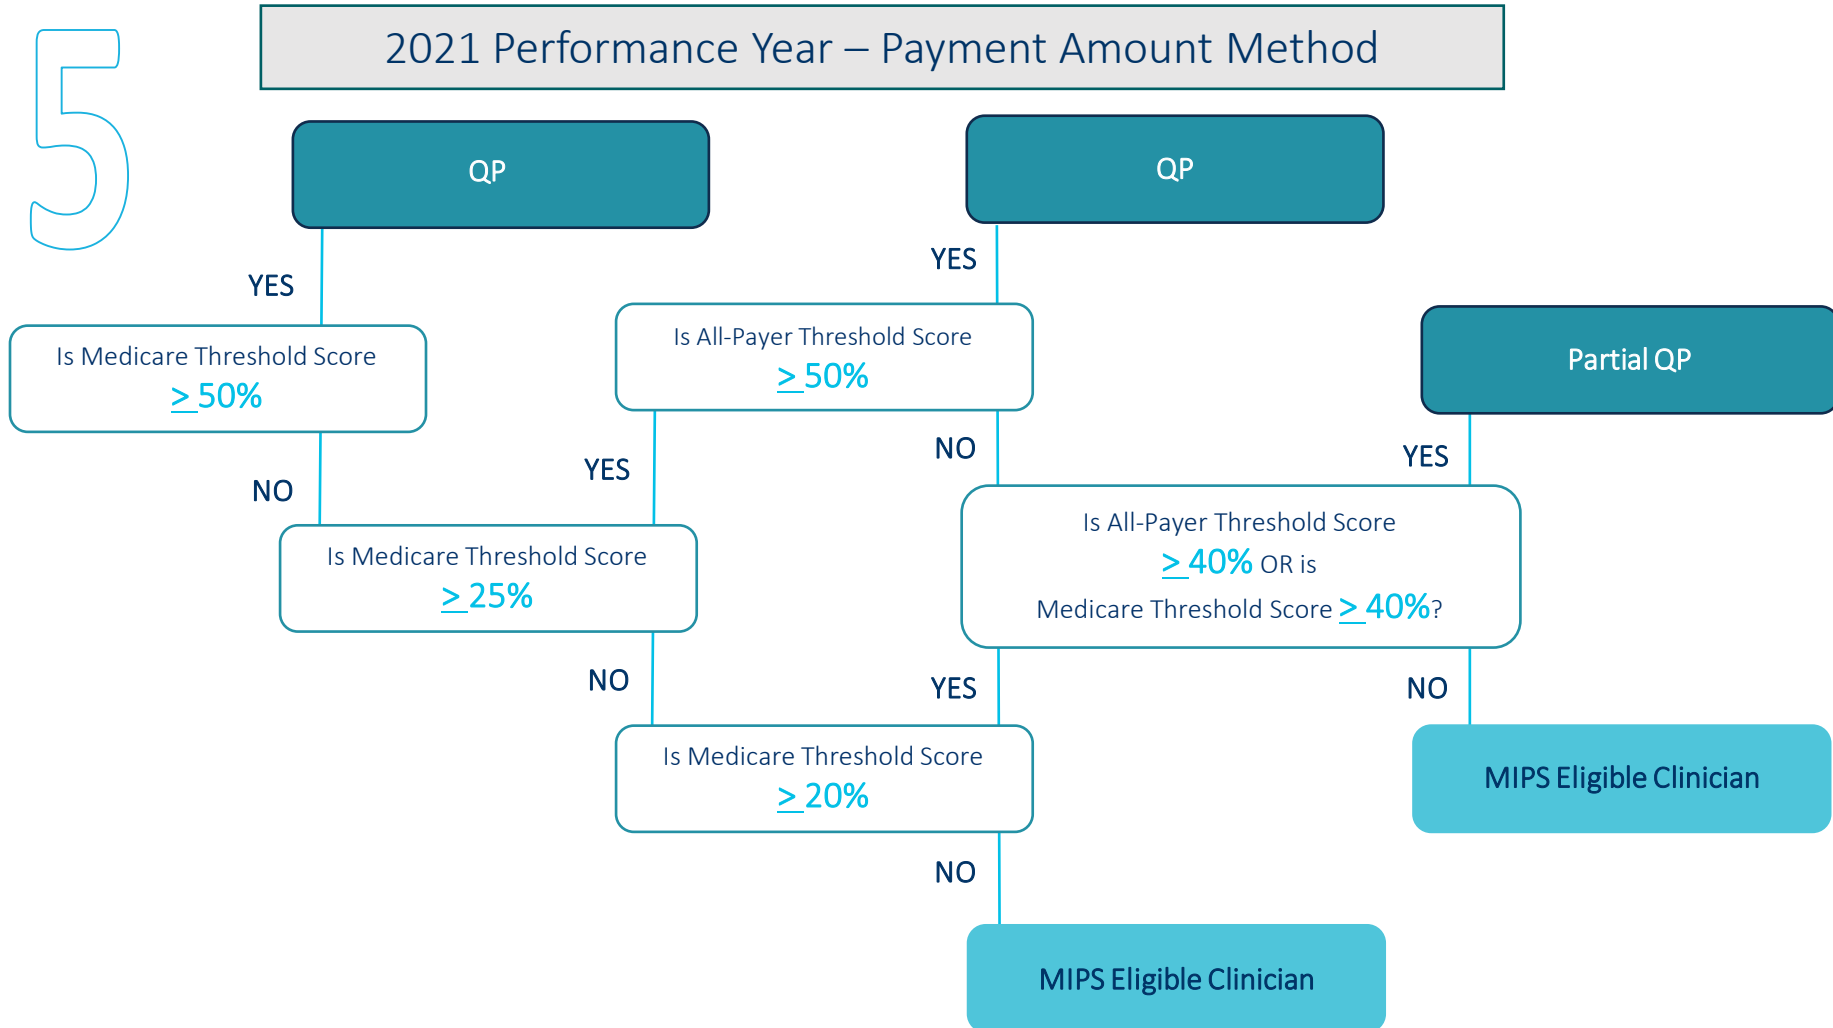 5
2021 Performance Year – Payment Amount Method
QP
QP
YES
YES
Is Medicare Threshold Score
≥ 50%
Is All-Payer Threshold Score
≥ 50%
Partial QP
NO
YES
NO
YES
Is Medicare Threshold Score
≥ 25%
Is All-Payer Threshold Score
≥ 40% OR is
Medicare Threshold Score ≥ 40%?
NO
YES
NO
Is Medicare Threshold Score
≥ 20%
MIPS Eligible Clinician
NO
MIPS Eligible Clinician